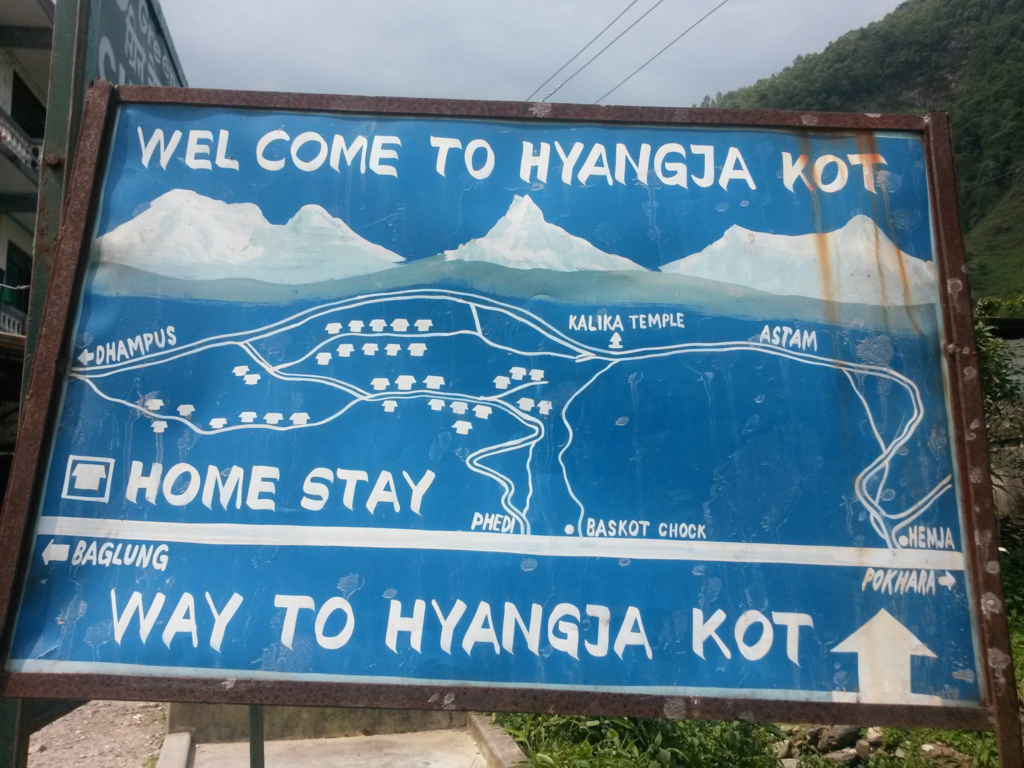 WEL COME TO HYANGJA KOT
KALIKA TEMPLE
DHAMPUS
ASTAM
HOME STAY
PHEDI
BASKOT CHOCK
HEMJA
BAGLUNG
POKHARA
WAY TO HYANGJA KOT